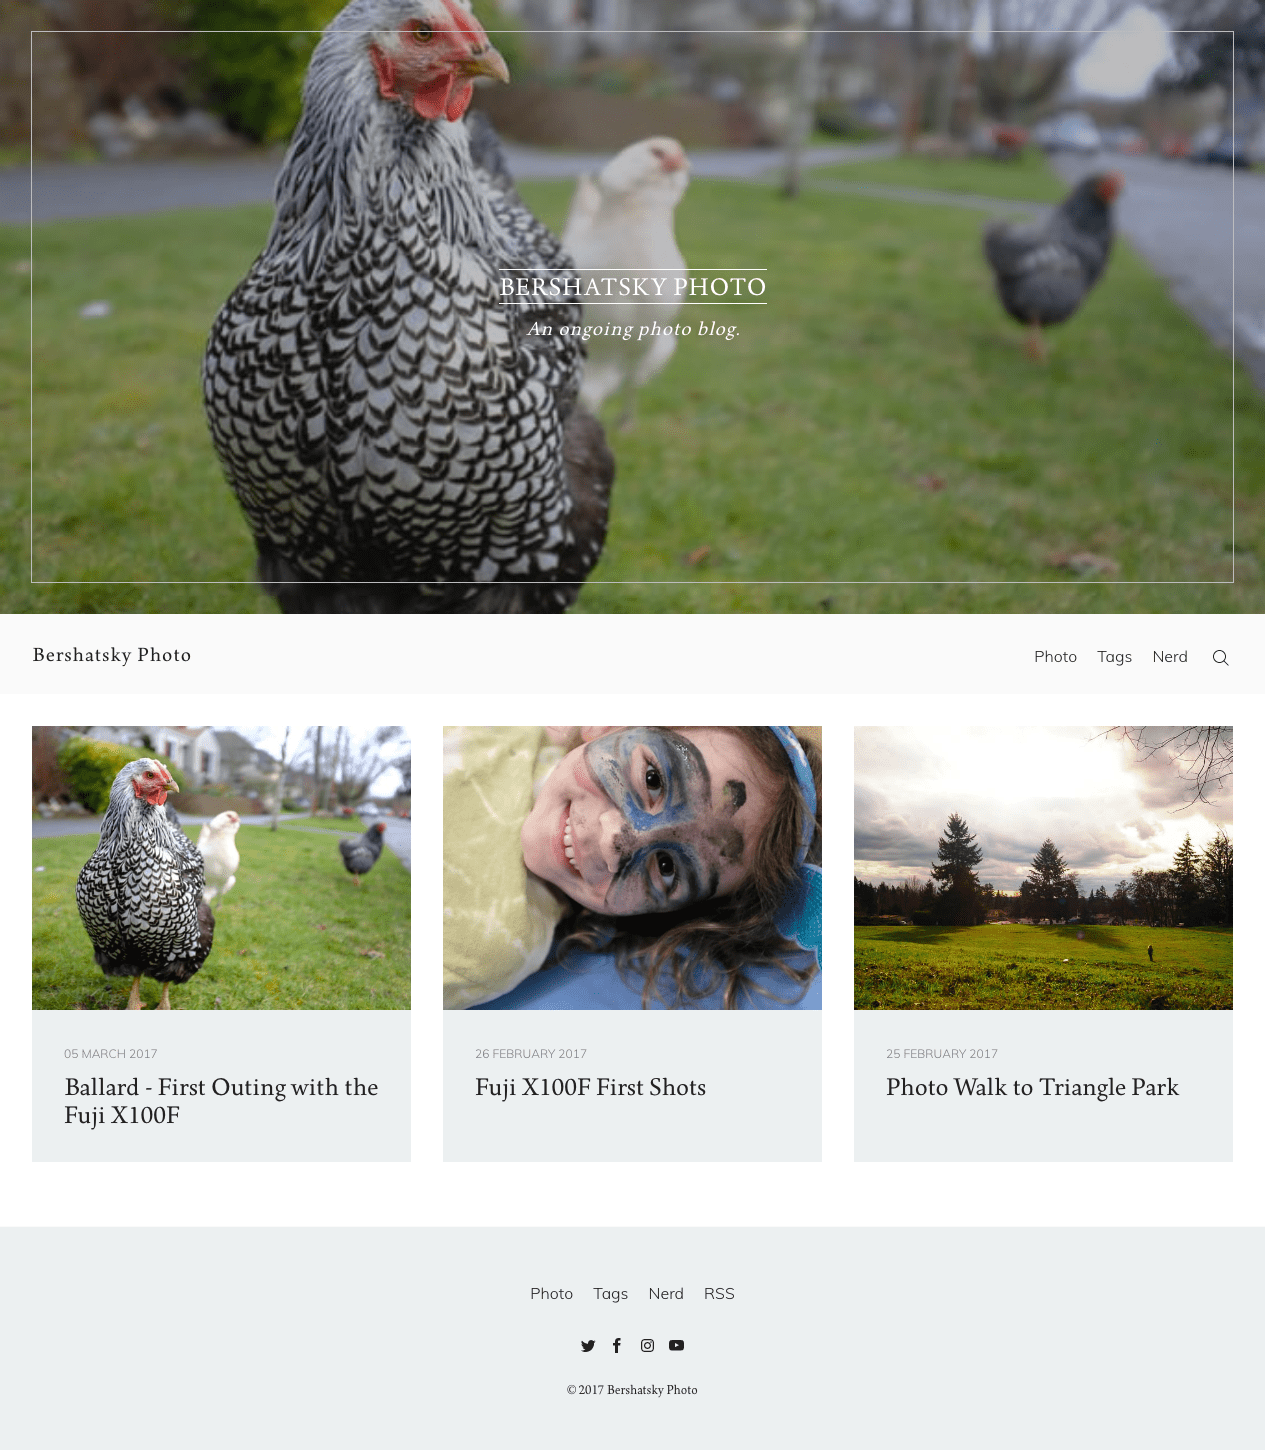 BERSHATSKY PHOTO
An ongoing photo blog.
Bershatsky Photo
Photo Tags Nerd
05 MARCH 2017
Ballard - First Outing with the
Fuji X100F
26 FEBRUARY 2017
Fuji X100F First Shots
25 FEBRUARY 2017
Photo Walk to Triangle Park
Photo Tags Nerd RSS
© 2017 Bershatsky Photo